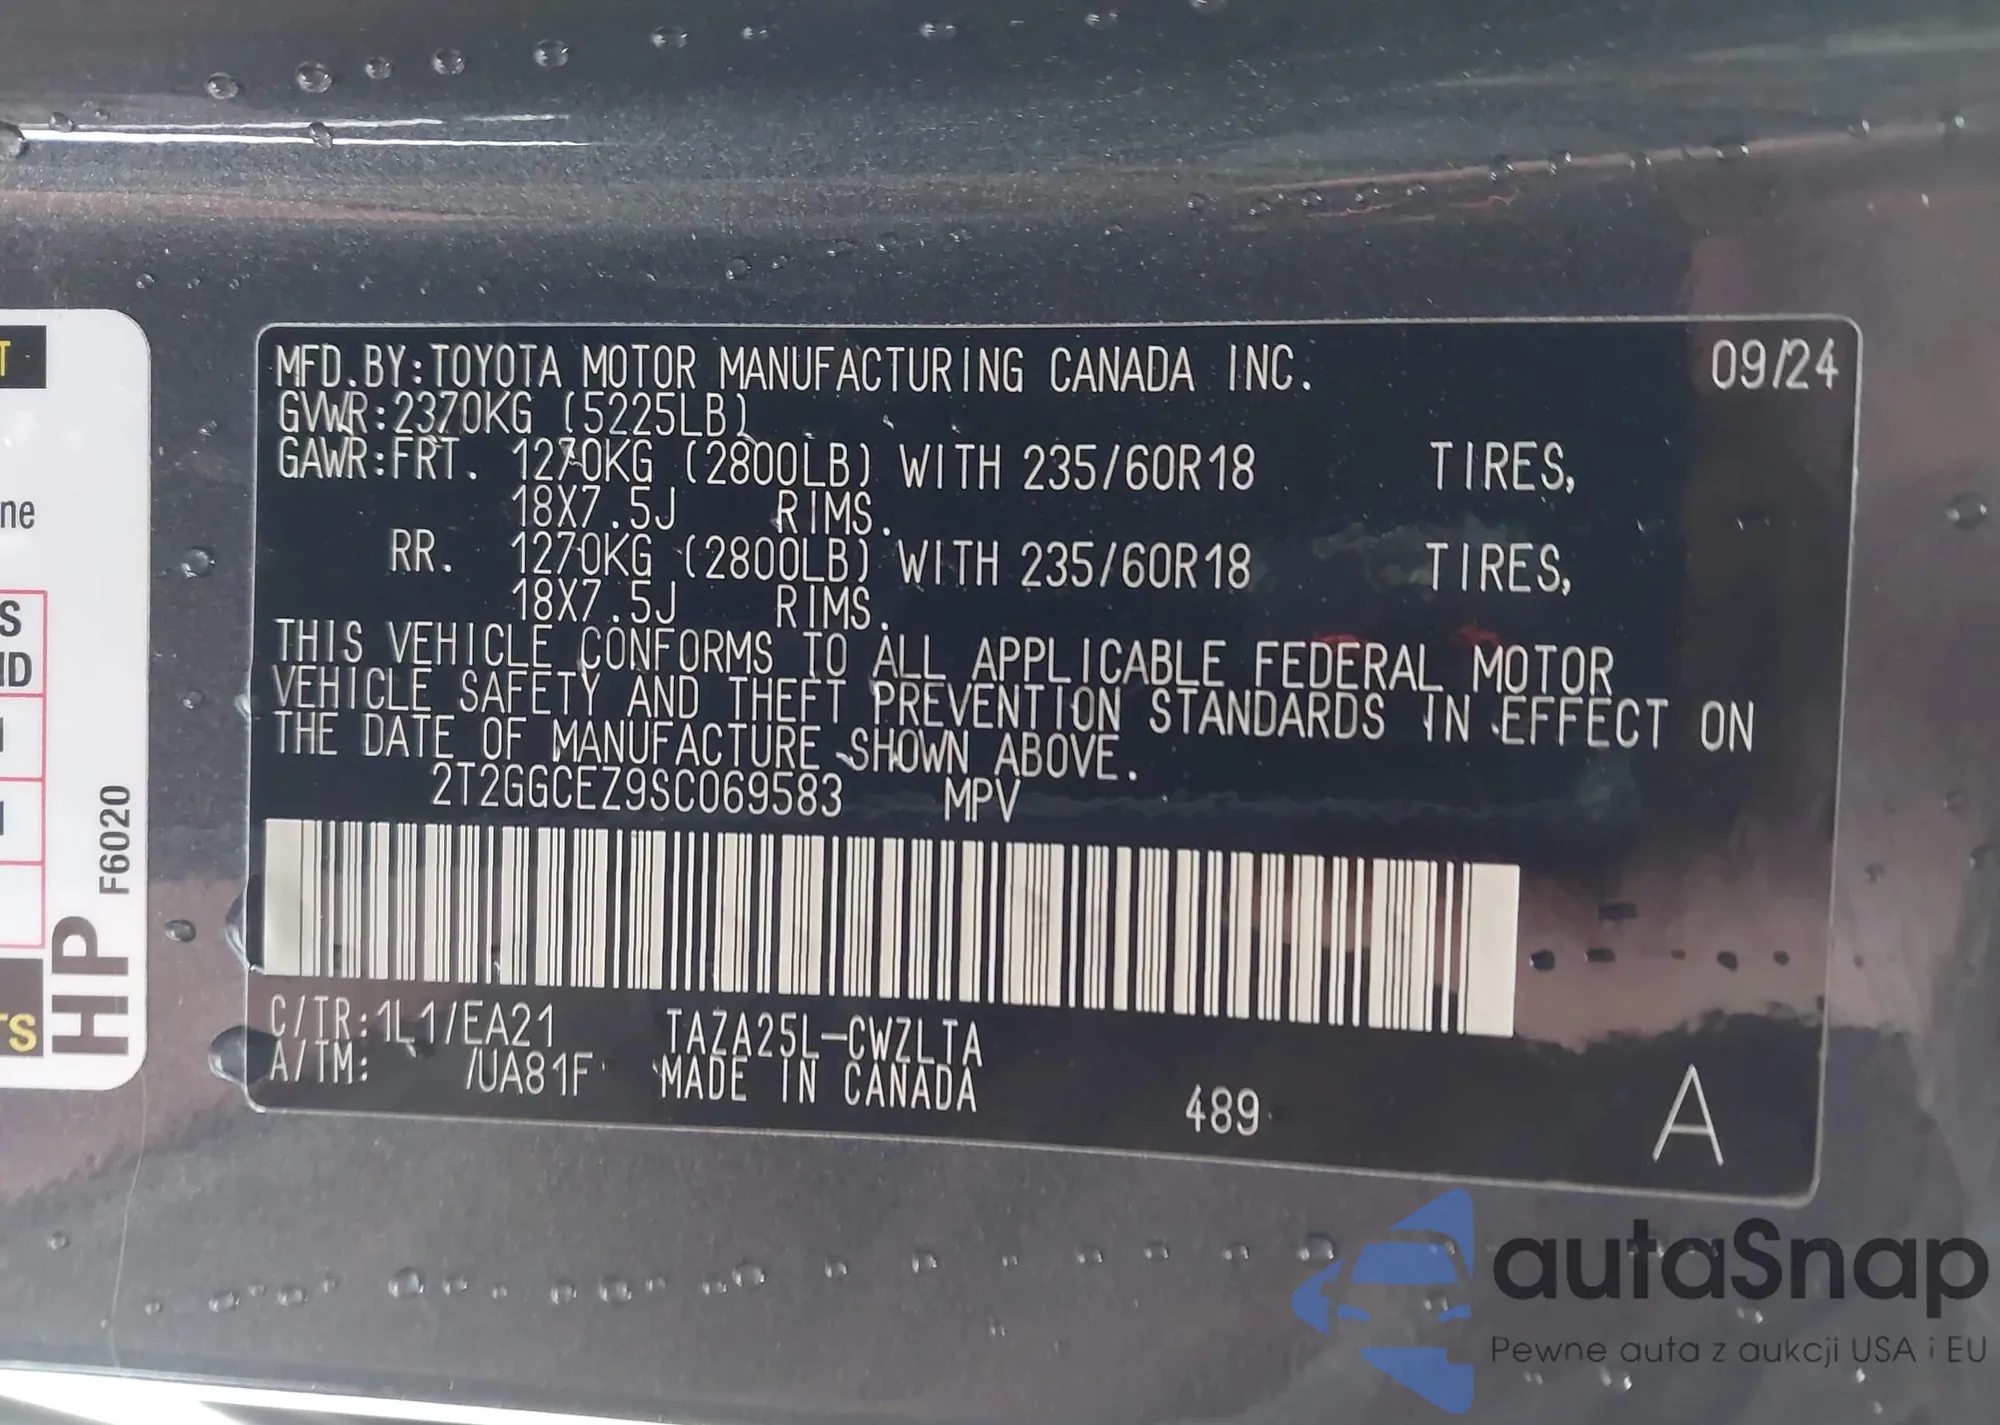 T
ne
S
ND
TS
HP F6020
MFD.BY:TOYOTA MOTOR MANUFACTURING CANADA INC. 09/24
GVWR:2370KG (5225LB)
GAWR:FRT. 1270KG (2800LB) WITH 235/60R18 TIRES,
18X7.5J RIMS.
RR. 1270KG (2800LB) WITH 235/60R18 TIRES,
18X7.5J RIMS.
THIS VEHICLE CONFORMS TO ALL APPLICABLE FEDERAL MOTOR
VEHICLE SAFETY AND THEFT PREVENTION STANDARDS IN EFFECT ON
THE DATE OF MANUFACTURE SHOWN ABOVE.
2T2GGCEZ9SC069583 MPV
C/TR:1L1/EA21 TAZA25L-CWZLTA
A/TM: /UA81F MADE IN CANADA 489 A
autaSnap
Pewne auta z aukcji USA i EU